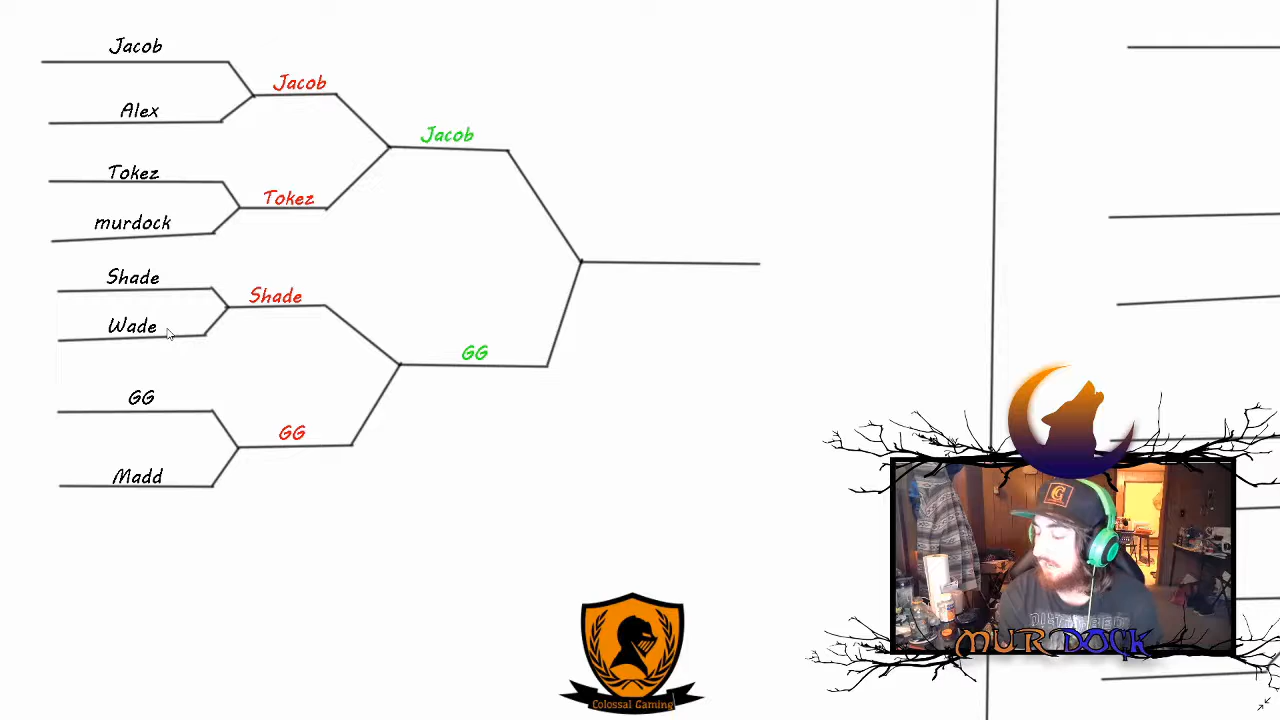 Jacob
Jacob
Alex
Jacob
Tokez
Tokez
murdock
Shade
Shade
Wade
GG
GG
GG
Madd
MURDOCK
Colossal Gaming